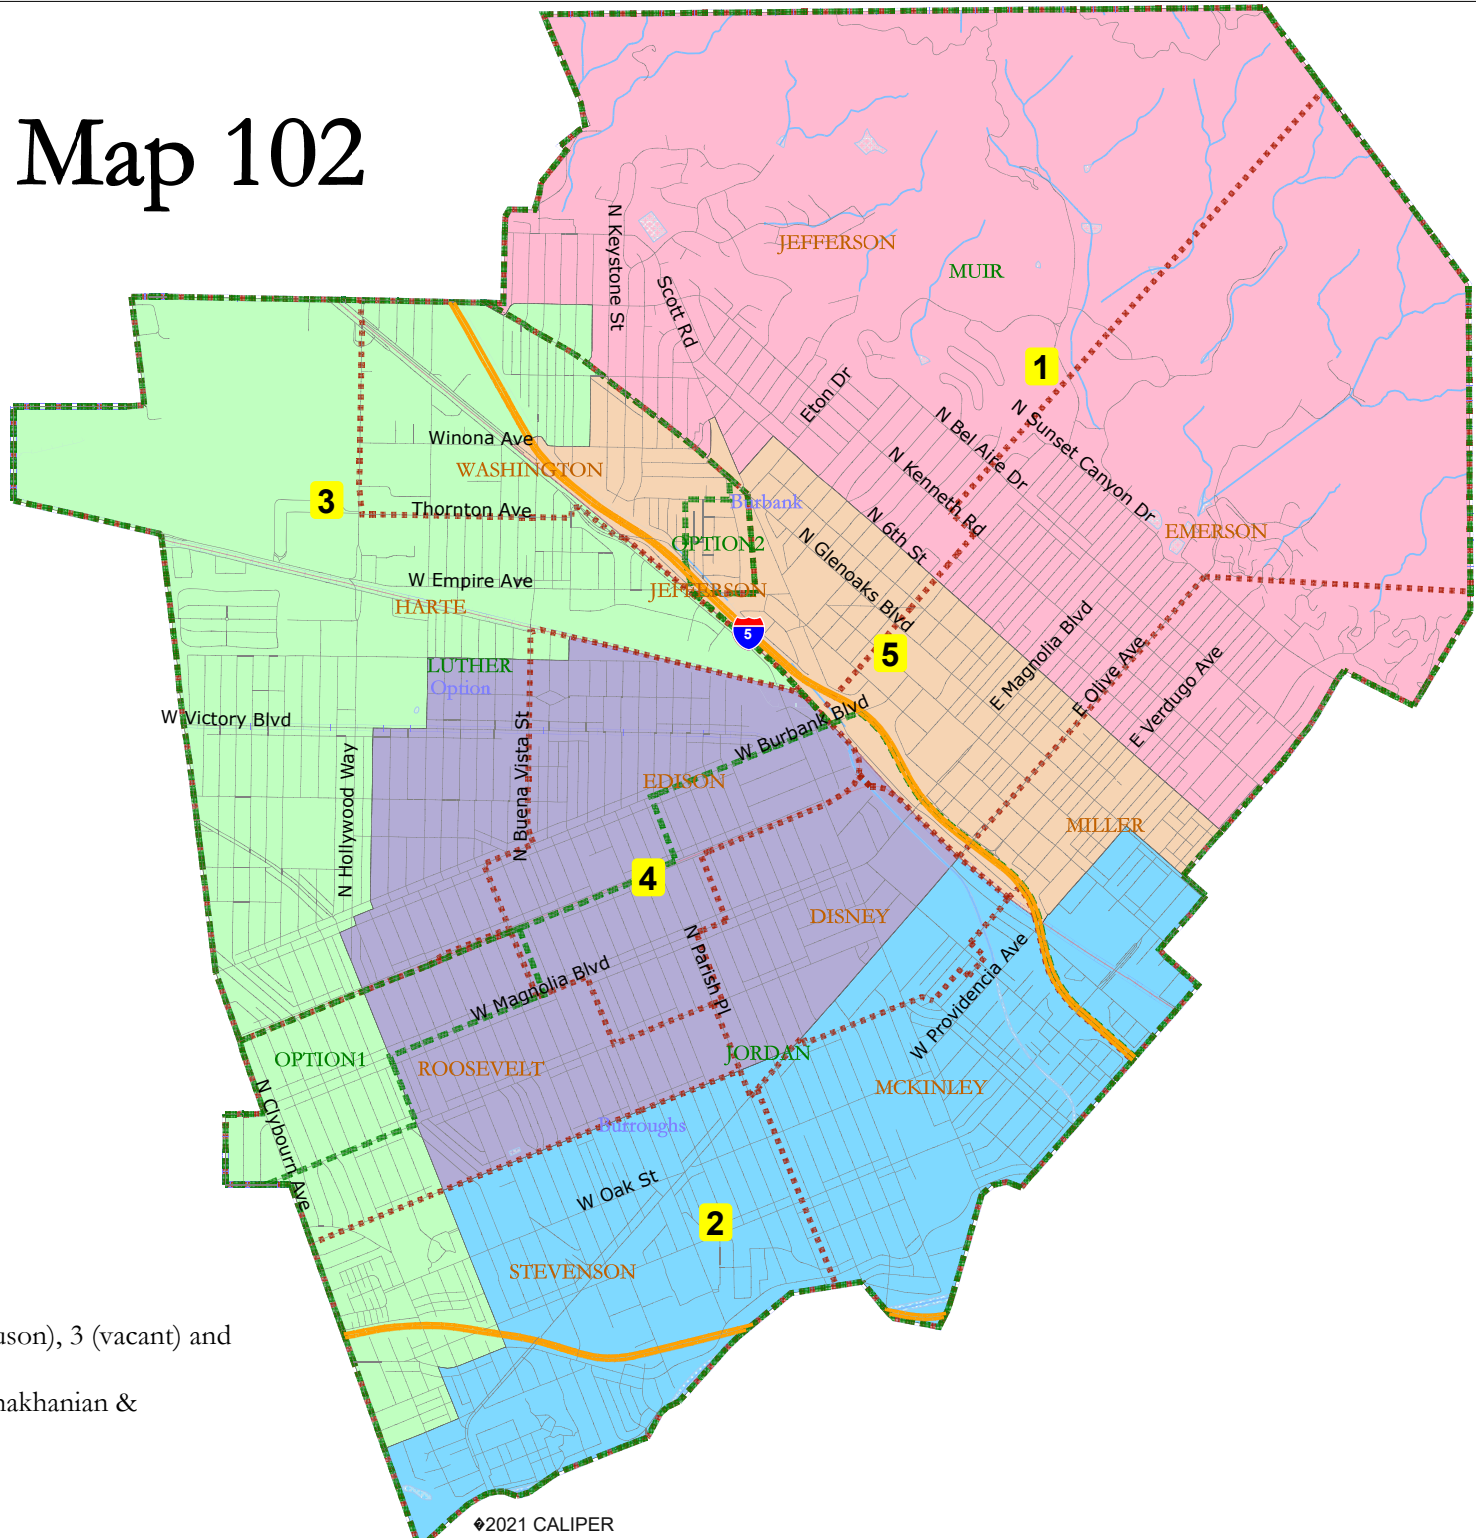 Map 102
N Keystone St
Scott Rd
JEFFERSON
MUIR
1
Eton Dr
N Bel Aire Dr
N Sunset Canyon Dr
N Kenneth Rd
N 6th St
EMERSON
Winona Ave
WASHINGTON
3
Thornton Ave
Burbank
OPTION2
N Glenoaks Blvd
W Empire Ave
JEFFERSON
HARTE
5
5
E Magnolia Blvd
E Olive Ave
E Verdugo Ave
LUTHER
Option
W Victory Blvd
N Buena Vista St
N Hollywood Way
W Burbank Blvd
EDISON
MILLER
4
DISNEY
N Parish Pl
W Magnolia Blvd
W Providencia Ave
OPTION1
ROOSEVELT
JORDAN
MCKINLEY
N Clybourn Ave
Burroughs
W Oak St
2
STEVENSON
uson), 3 (vacant) and
nakhanian &
�2021 CALIPER